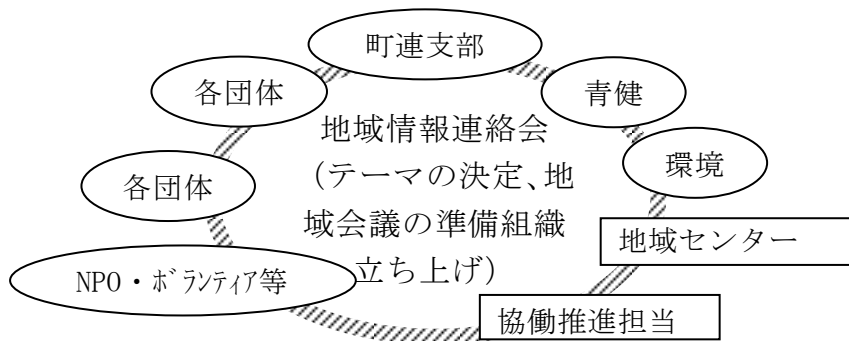 町連支部
各団体
青健
地域情報連絡会
(テーマの決定、地
域会議の準備組織
立ち上げ)
環境
各団体
地域センター
NPO・ボランティア等
協働推進担当